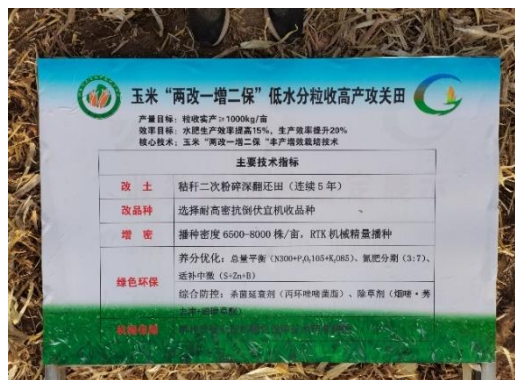 玉米“两改一增二保”低水分粒收高产攻关田
产量目标：粒收实产≥1000kg/亩
效率目标：水肥生产效率提高15%、生产效率提升20%
核心技术：玉米“两改一增二保”丰产增效栽培技术
主要技术指标
改 土 秸秆二次粉碎深翻还田（连续5年）
改品种 选择耐高密抗倒伏宜机收品种
增 密 播种密度6500-8000株/亩，RTK机械精量播种
养分优化：总量平衡（N300+P₂O₅105+K₂O85）、氮肥分期（3:7）、
适补中微（S+Zn+B）
绿色环保
综合防控：杀菌延衰剂（丙环嘧菌酯）、除草剂（烟嘧·莠